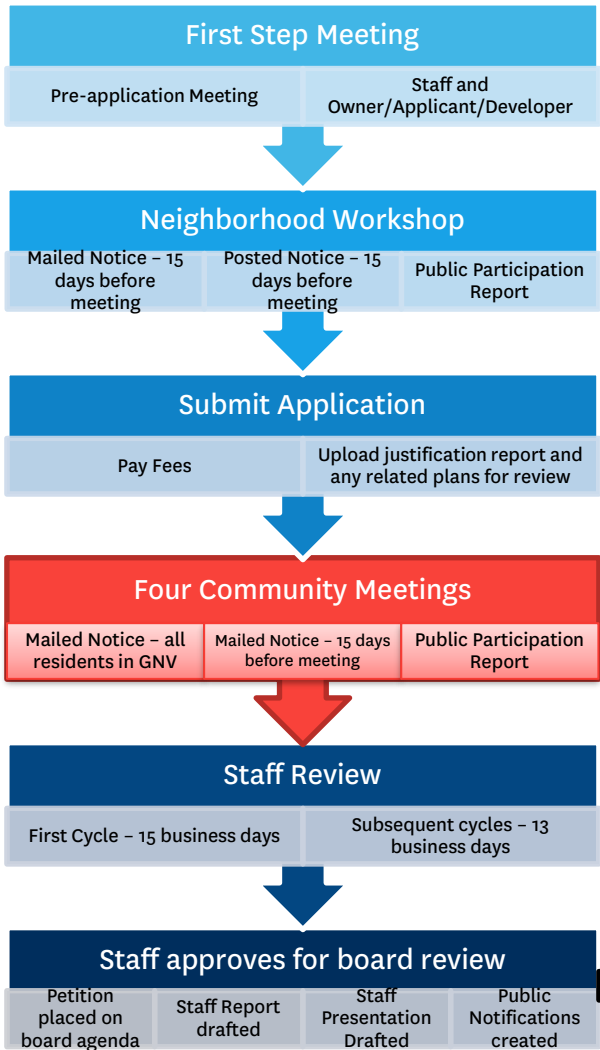 First Step Meeting
Pre-application Meeting
Staff and
Owner/Applicant/Developer
Neighborhood Workshop
Mailed Notice – 15
days before
meeting
Posted Notice – 15
days before
meeting
Public Participation
Report
Submit Application
Pay Fees
Upload justification report and
any related plans for review
Four Community Meetings
Mailed Notice – all
residents in GNV
Mailed Notice – 15 days
before meeting
Public Participation
Report
Staff Review
First Cycle – 15 business days
Subsequent cycles – 13
business days
Staff approves for board review
Petition
placed on
board agenda
Staff Report
drafted
Staff
Presentation
Drafted
Public
Notifications
created